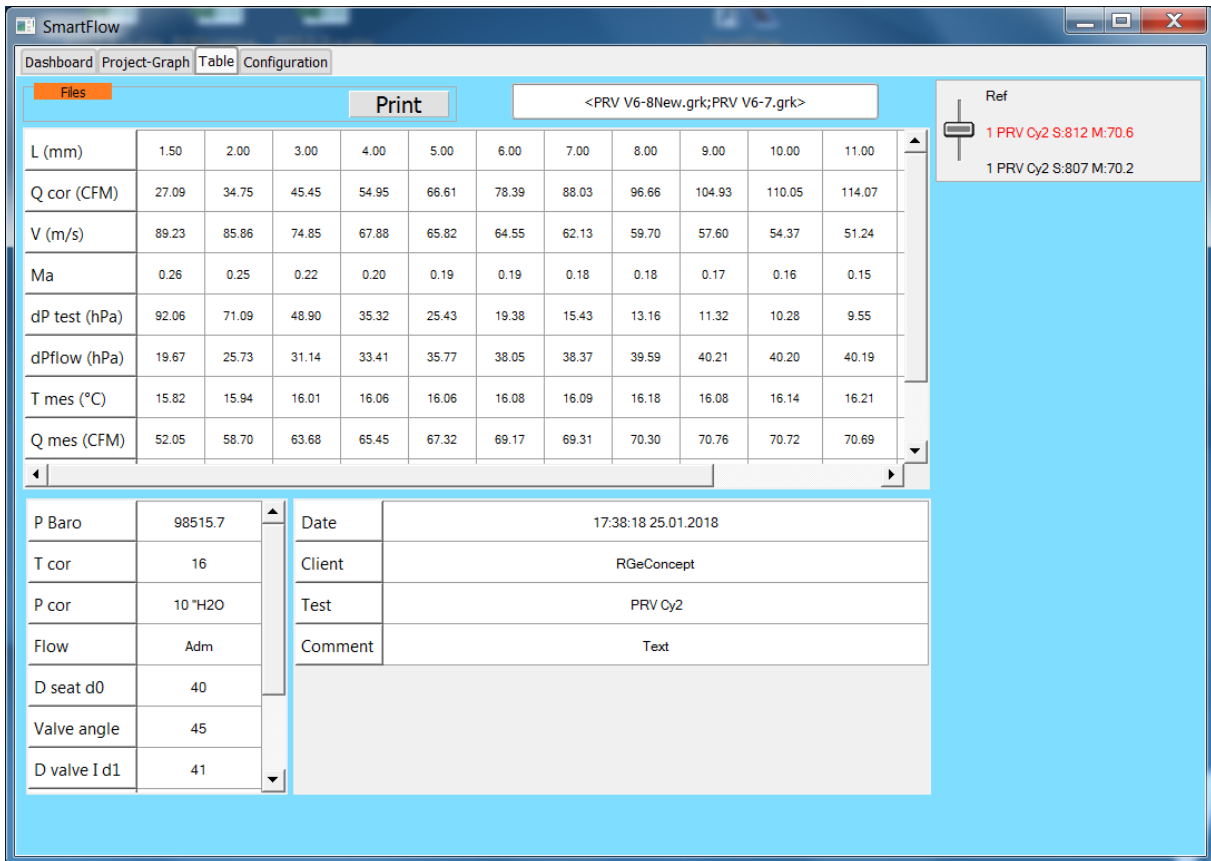 SmartFlow
Dashboard Project-Graph Table Configuration
Files
Print
<PRV V6-8New.grk;PRV V6-7.grk>
Ref
1 PRV Cy2 S:812 M:70.6
1 PRV Cy2 S:807 M:70.2
L (mm) 1.50 2.00 3.00 4.00 5.00 6.00 7.00 8.00 9.00 10.00 11.00
Q cor (CFM) 27.09 34.75 45.45 54.95 66.61 78.39 88.03 96.66 104.93 110.05 114.07
V (m/s) 89.23 85.86 74.85 67.88 65.82 64.55 62.13 59.70 57.60 54.37 51.24
Ma 0.26 0.25 0.22 0.20 0.19 0.19 0.18 0.18 0.17 0.16 0.15
dP test (hPa) 92.06 71.09 48.90 35.32 25.43 19.38 15.43 13.16 11.32 10.28 9.55
dPflow (hPa) 19.67 25.73 31.14 33.41 35.77 38.05 38.37 39.59 40.21 40.20 40.19
T mes (°C) 15.82 15.94 16.01 16.06 16.06 16.08 16.09 16.18 16.08 16.14 16.21
Q mes (CFM) 52.05 58.70 63.68 65.45 67.32 69.17 69.31 70.30 70.76 70.72 70.69
P Baro 98515.7
T cor 16
P cor 10 "H2O
Flow Adm
D seat d0 40
Valve angle 45
D valve I d1 41
Date 17:38:18 25.01.2018
Client RGeConcept
Test PRV Cy2
Comment Text